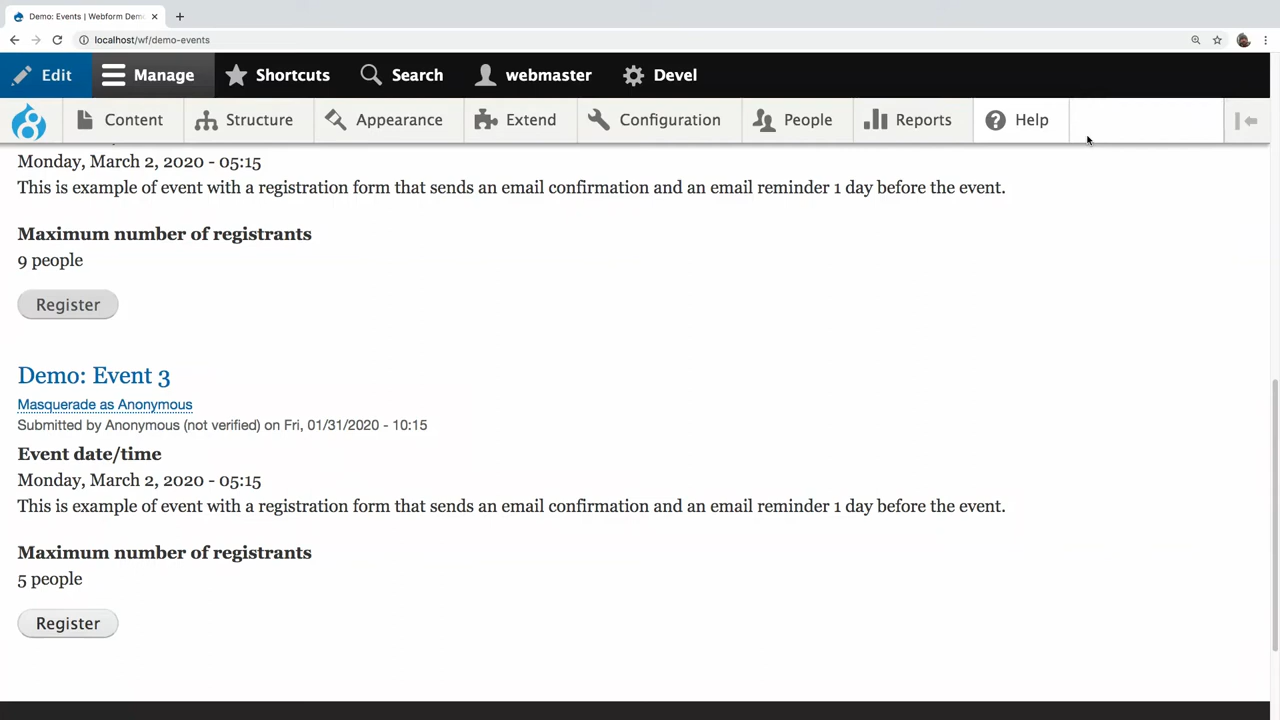 Demo: Events | Webform Dem
localhost/wf/demo-events
Edit Manage Shortcuts Search webmaster Devel
Content Structure Appearance Extend Configuration People Reports Help
Monday, March 2, 2020 - 05:15
This is example of event with a registration form that sends an email confirmation and an email reminder 1 day before the event.
Maximum number of registrants
9 people
Register
Demo: Event 3
Masquerade as Anonymous
Submitted by Anonymous (not verified) on Fri, 01/31/2020 - 10:15
Event date/time
Monday, March 2, 2020 - 05:15
This is example of event with a registration form that sends an email confirmation and an email reminder 1 day before the event.
Maximum number of registrants
5 people
Register